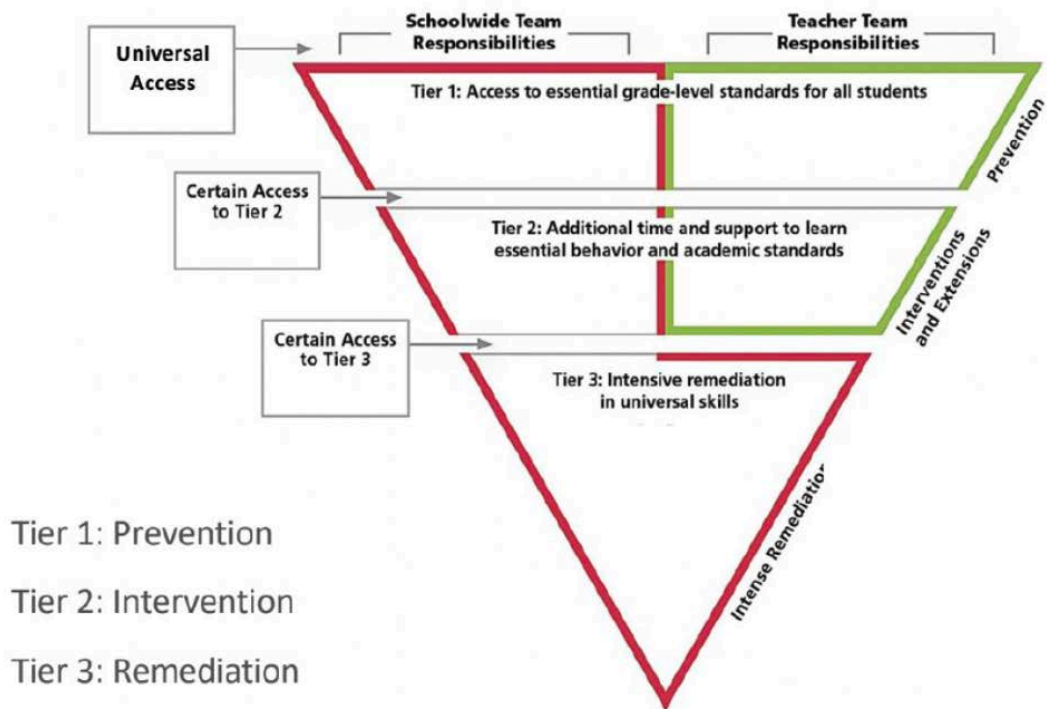 Schoolwide Team
Responsibilities
Teacher Team
Responsibilities
Universal
Access
Tier 1: Access to essential grade-level standards for all students
Prevention
Certain Access
to Tier 2
Tier 2: Additional time and support to learn
essential behavior and academic standards
Interventions
and Extensions
Certain Access
to Tier 3
Tier 3: Intensive remediation
in universal skills
Intense Remediation
Tier 1: Prevention
Tier 2: Intervention
Tier 3: Remediation